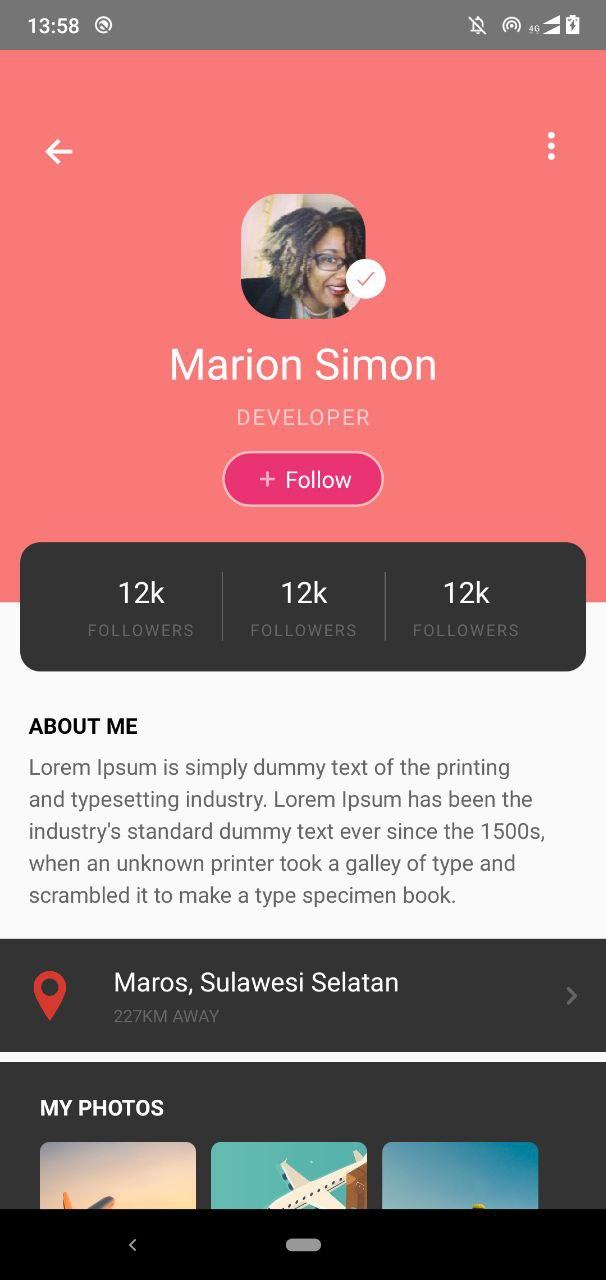 13:58
4G
Marion Simon
DEVELOPER
+ Follow
12k 12k 12k
FOLLOWERS FOLLOWERS FOLLOWERS
ABOUT ME
Lorem Ipsum is simply dummy text of the printing
and typesetting industry. Lorem Ipsum has been the
industry's standard dummy text ever since the 1500s,
when an unknown printer took a galley of type and
scrambled it to make a type specimen book.
Maros, Sulawesi Selatan
227KM AWAY
MY PHOTOS